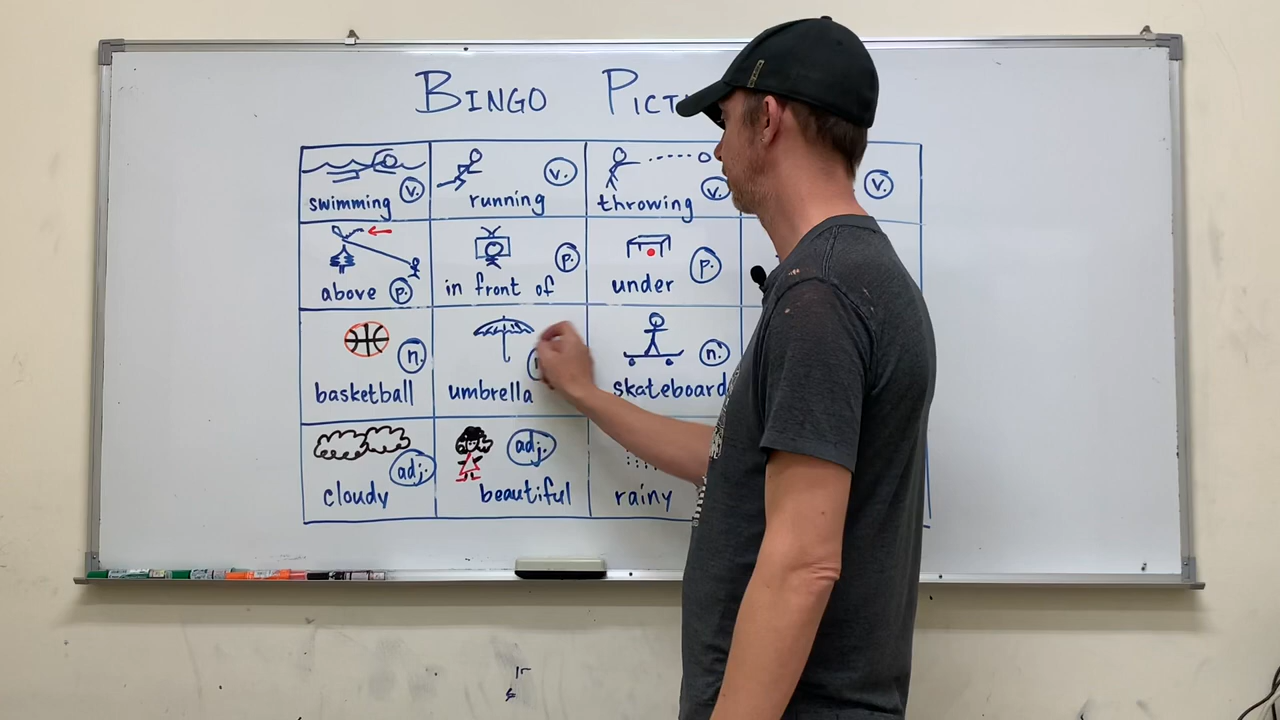 BINGO PICT
v. v. v. v.
swimming running throwing
p. p. p.
above in front of under
n. n.
basketball umbrella skateboard
adj. adj.
cloudy beautiful rainy